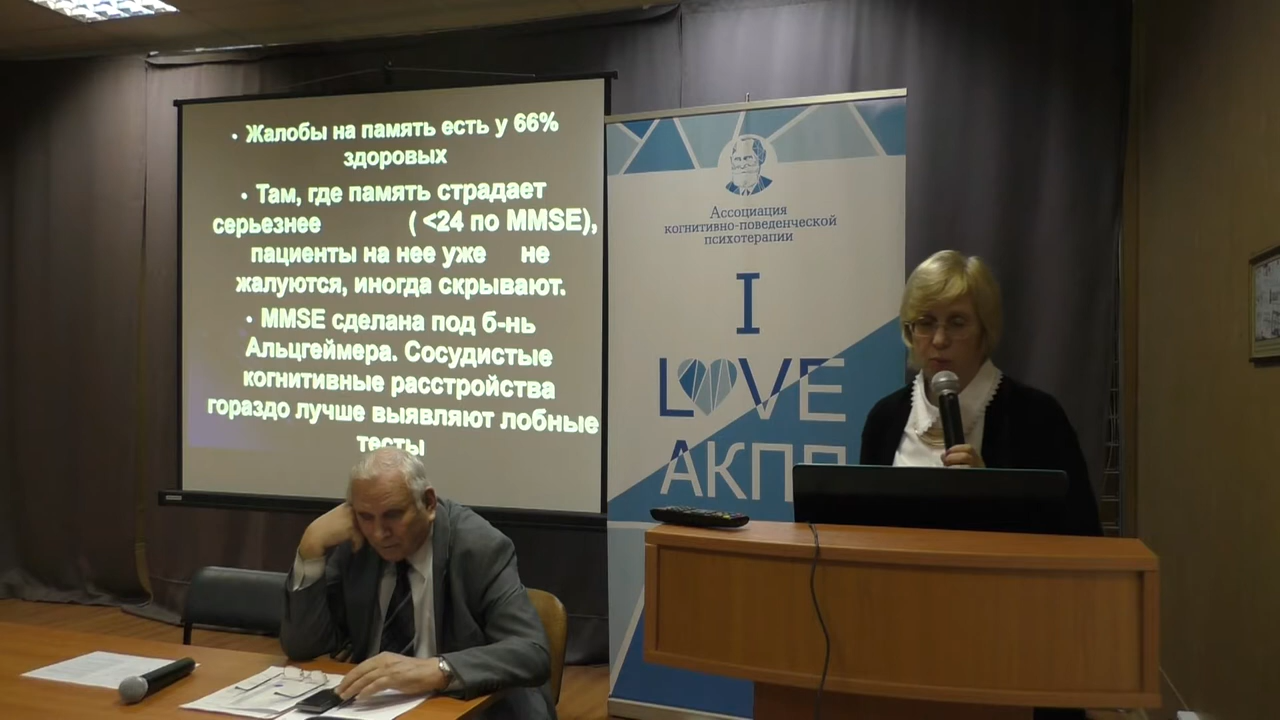 • Жалобы на память есть у 66%
здоровых
• Там, где память страдает
серьезнее ( <24 по MMSE),
пациенты на нее уже не
жалуются, иногда скрывают.
• MMSE сделана под б-нь
Альцгеймера. Сосудистые
когнитивные расстройства
гораздо лучше выявляют лобные
тесты
Ассоциация
когнитивно-поведенческой
психотерапии
I
LOVE
АКПП